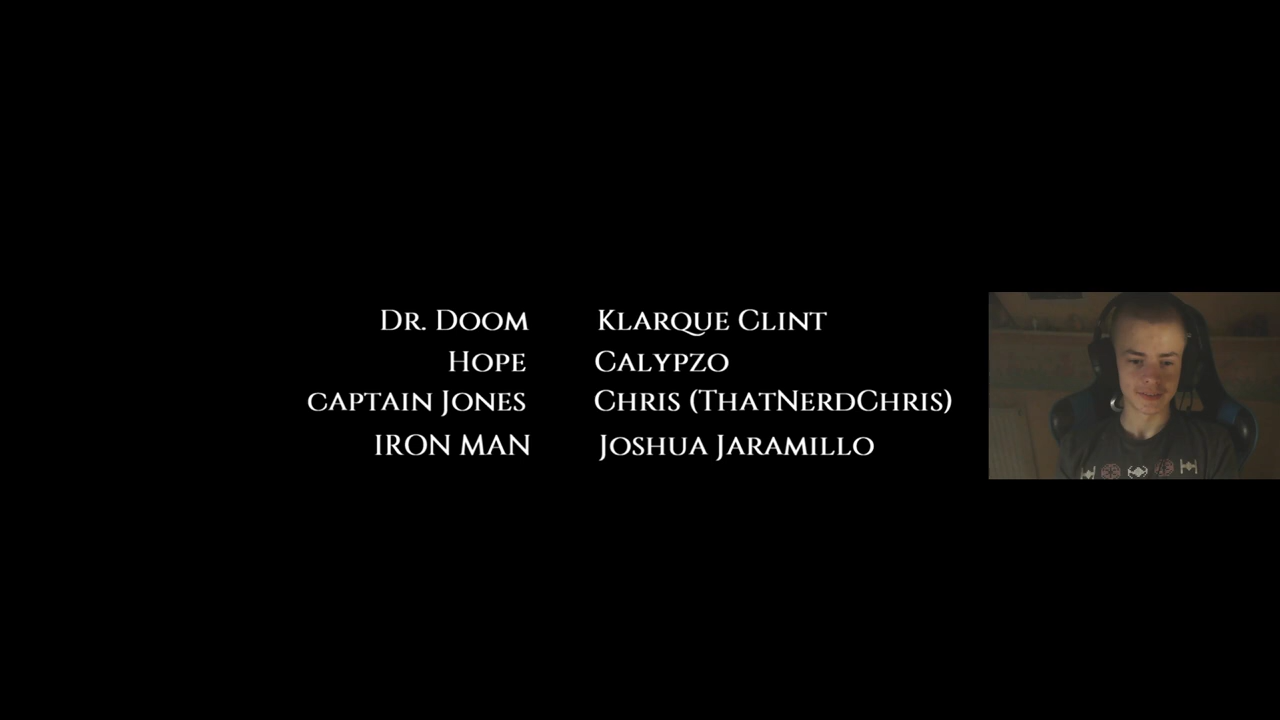 Dr. Doom Klarque Clint
Hope Calypzo
captain Jones Chris (ThatNerdChris)
IRON MAN Joshua Jaramillo